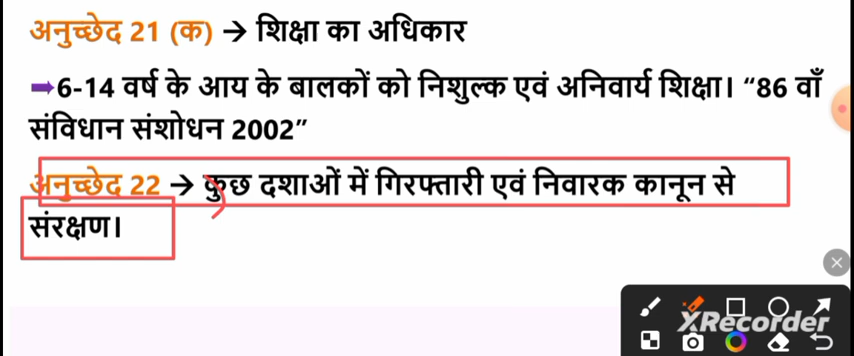 अनुच्छेद 21 (क) → शिक्षा का अधिकार
➡6-14 वर्ष के आय के बालकों को निशुल्क एवं अनिवार्य शिक्षा। “86 वाँ
संविधान संशोधन 2002”
अनुच्छेद 22 → कुछ दशाओं में गिरफ्तारी एवं निवारक कानून से
संरक्षण।
XRecorder